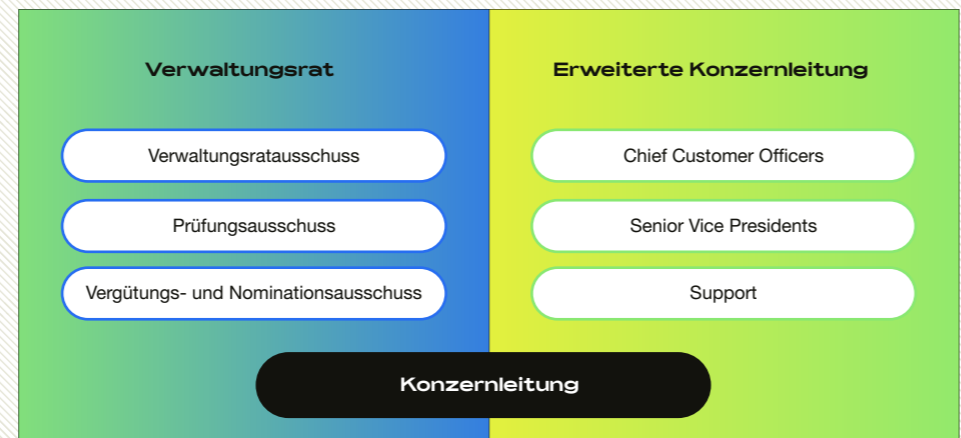 Verwaltungsrat
Verwaltungsratausschuss
Prüfungsausschuss
Vergütungs- und Nominationsausschuss
Erweiterte Konzernleitung
Chief Customer Officers
Senior Vice Presidents
Support
Konzernleitung